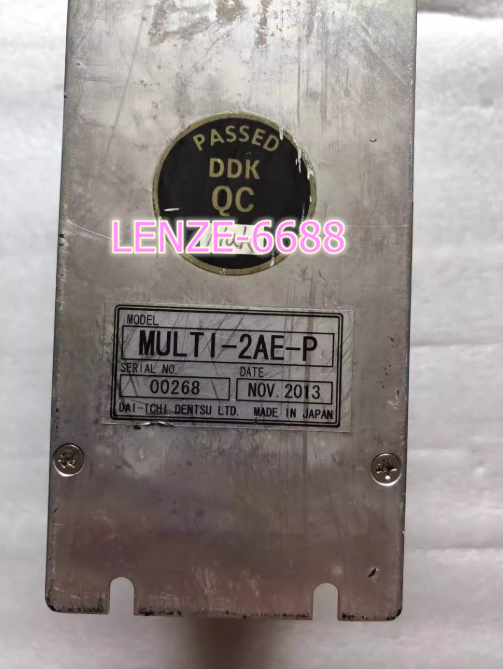 PASSED
DDK
QC
LENZE-6688
MODEL
MULTI-2AE-P
SERIAL NO. DATE
00268 NOV.2013
DAI-ICHI DENTSU LTD. MADE IN JAPAN